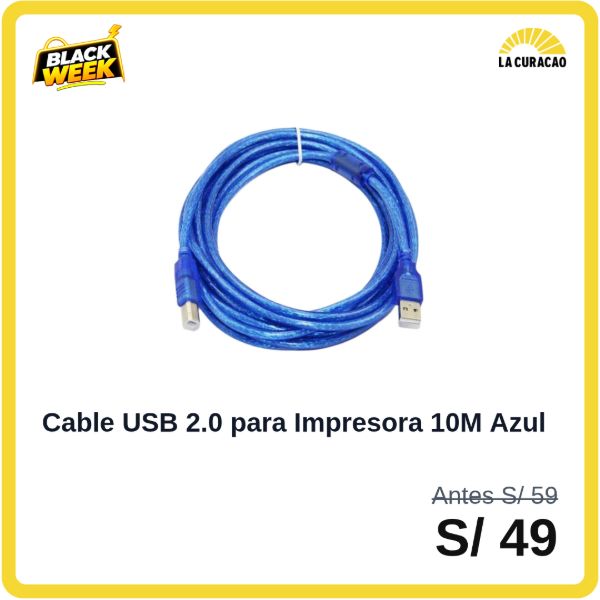 BLACK
WEEK
LA CURACAO
Cable USB 2.0 para Impresora 10M Azul
Antes S/ 59
S/ 49